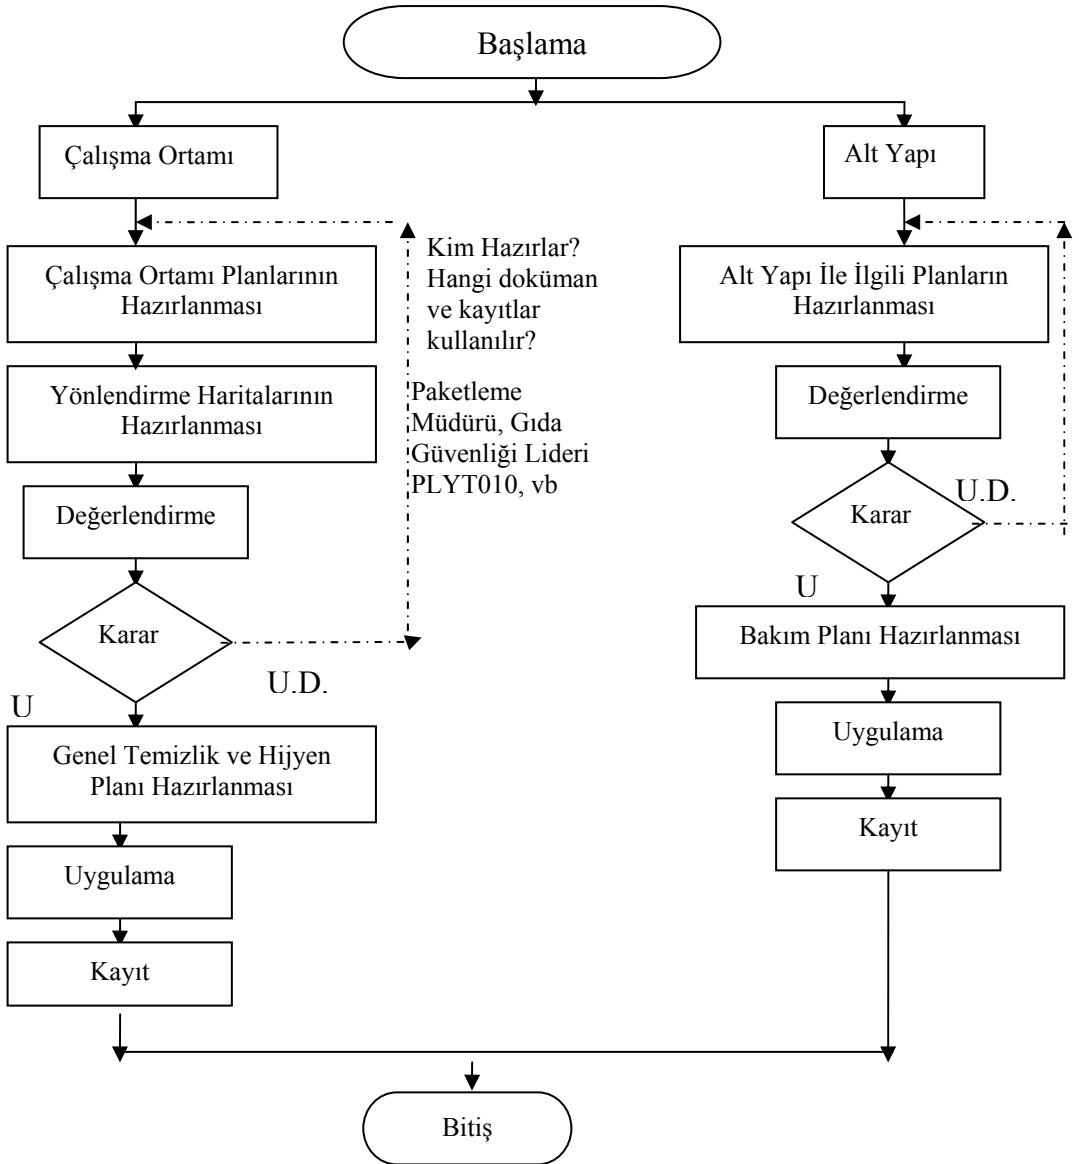 Başlama
Çalışma Ortamı
Çalışma Ortamı Planlarının
Hazırlanması
Yönlendirme Haritalarının
Hazırlanması
Değerlendirme
Karar
U.D.
U
Genel Temizlik ve Hijyen
Planı Hazırlanması
Uygulama
Kayıt
Kim Hazırlar?
Hangi doküman
ve kayıtlar
kullanılır?
Paketleme
Müdürü, Gıda
Güvenliği Lideri
PLYT010, vb
Alt Yapı
Alt Yapı İle İlgili Planların
Hazırlanması
Değerlendirme
Karar
U.D.
U
Bakım Planı Hazırlanması
Uygulama
Kayıt
Bitiş